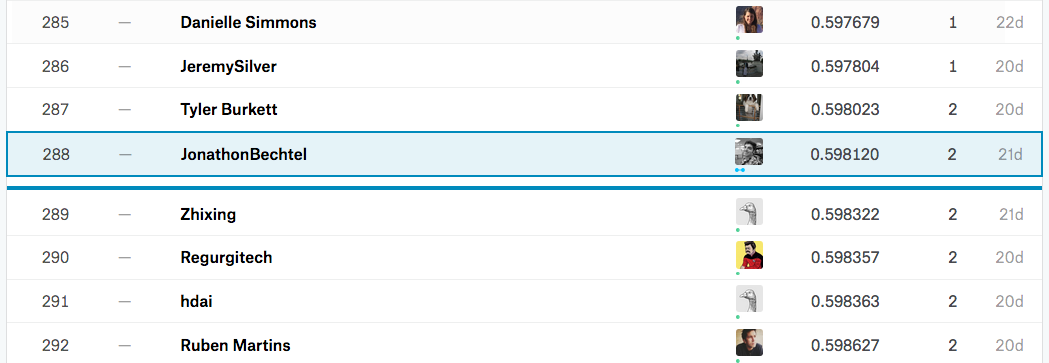 285 — Danielle Simmons 0.597679 1 22d
286 — JeremySilver 0.597804 1 20d
287 — Tyler Burkett 0.598023 2 20d
288 — JonathonBechtel 0.598120 2 21d
289 — Zhixing 0.598322 2 21d
290 — Regurgitech 0.598357 2 20d
291 — hdai 0.598363 2 20d
292 — Ruben Martins 0.598627 2 20d